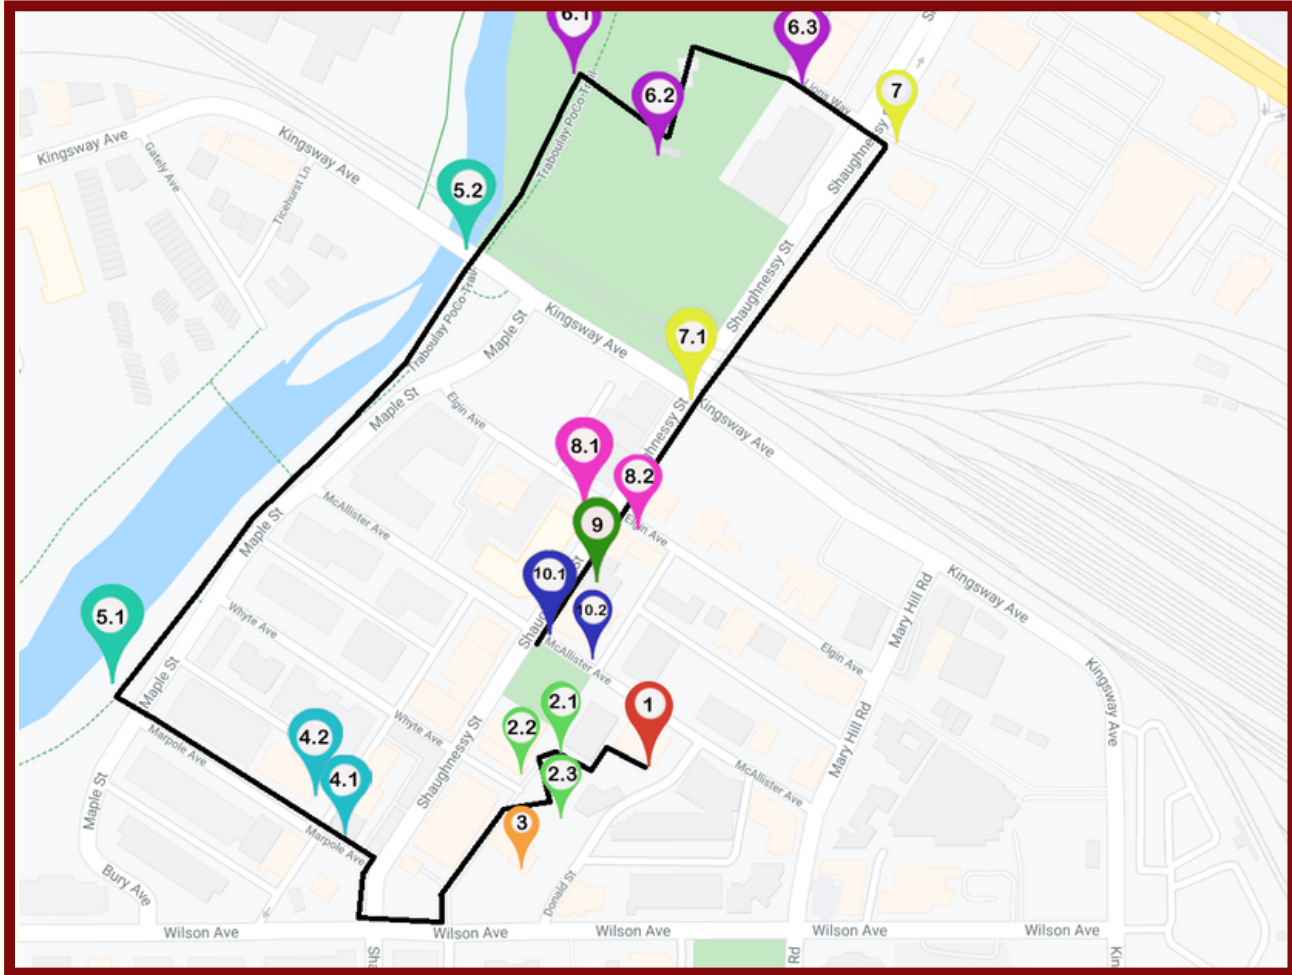 6.1
6.3
7
6.2
Lions Way
Kingsway Ave
Kingsway Ave
Gately Ave
Ticehurst Ln
Traboulay PoCo Trail
Shaughnessy St
5.2
Traboulay PoCo Trail
Maple St
Kingsway Ave
Shaughnessy St
7.1
Maple St
Elgin Ave
Kingsway Ave
8.1
8.2
McAllister Ave
Maple St
9
Elgin Ave
10.1
10.2
Kingsway Ave
Mary Hill Rd
5.1
Whyte Ave
McAllister Ave
Elgin Ave
Kingsway Ave
Maple St
2.1
1
2.2
Whyte Ave
4.2
Marpole Ave
Shaughnessy St
Mary Hill Rd
4.1
2.3
McAllister Ave
Maple St
3
Marpole Ave
Bury Ave
Donald St
Wilson Ave
Wilson Ave
Wilson Ave
Wilson Ave
Wilson Ave
Rd